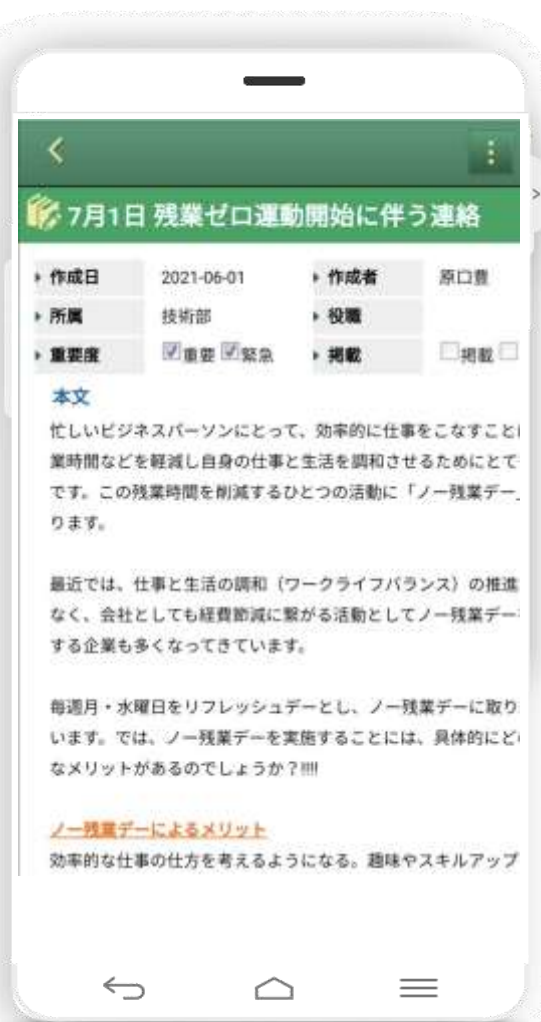 7月1日 残業ゼロ運動開始に伴う連絡
作成日 2021-06-01 作成者 原口豊
所属 技術部 役職
重要度 重要 緊急 掲載 掲載
本文
忙しいビジネスパーソンにとって、効率的に仕事をこなすこと
業時間などを軽減し自身の仕事と生活を調和させるためにとて
です。この残業時間を削減するひとつの活動に「ノー残業デー」
ります。
最近では、仕事と生活の調和（ワークライフバランス）の推進
なく、会社としても経費節減に繋がる活動としてノー残業デー
する企業も多くなってきています。
毎週月・水曜日をリフレッシュデーとし、ノー残業デーに取り
います。では、ノー残業デーを実施することには、具体的にど
なメリットがあるのでしょうか？!!!!
ノー残業デーによるメリット
効率的な仕事の仕方を考えるようになる。趣味やスキルアップ